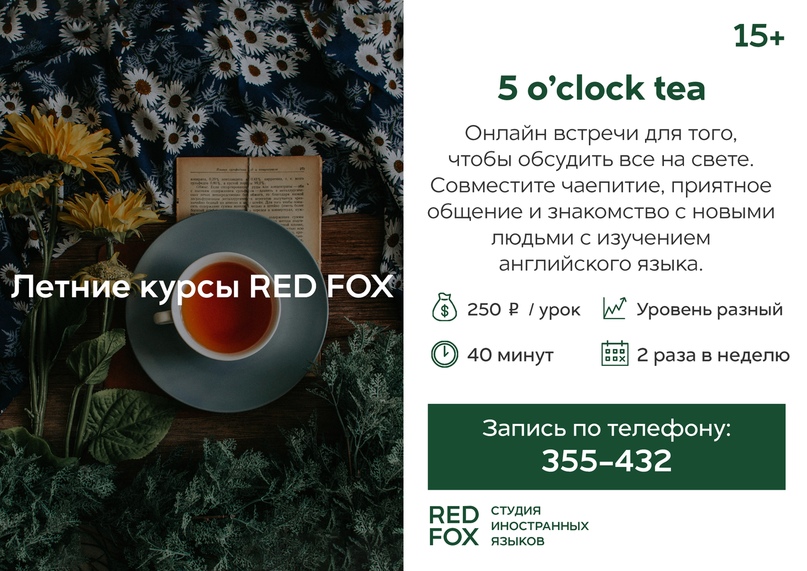 15+
5 o’clock tea
Онлайн встречи для того,
чтобы обсудить все на свете.
Совместите чаепитие, приятное
общение и знакомство с новыми
людьми с изучением
английского языка.
Летние курсы RED FOX
250 ₽ / урок
Уровень разный
40 минут
2 раза в неделю
Запись по телефону:
355-432
RED
FOX
СТУДИЯ
ИНОСТРАННЫХ
ЯЗЫКОВ